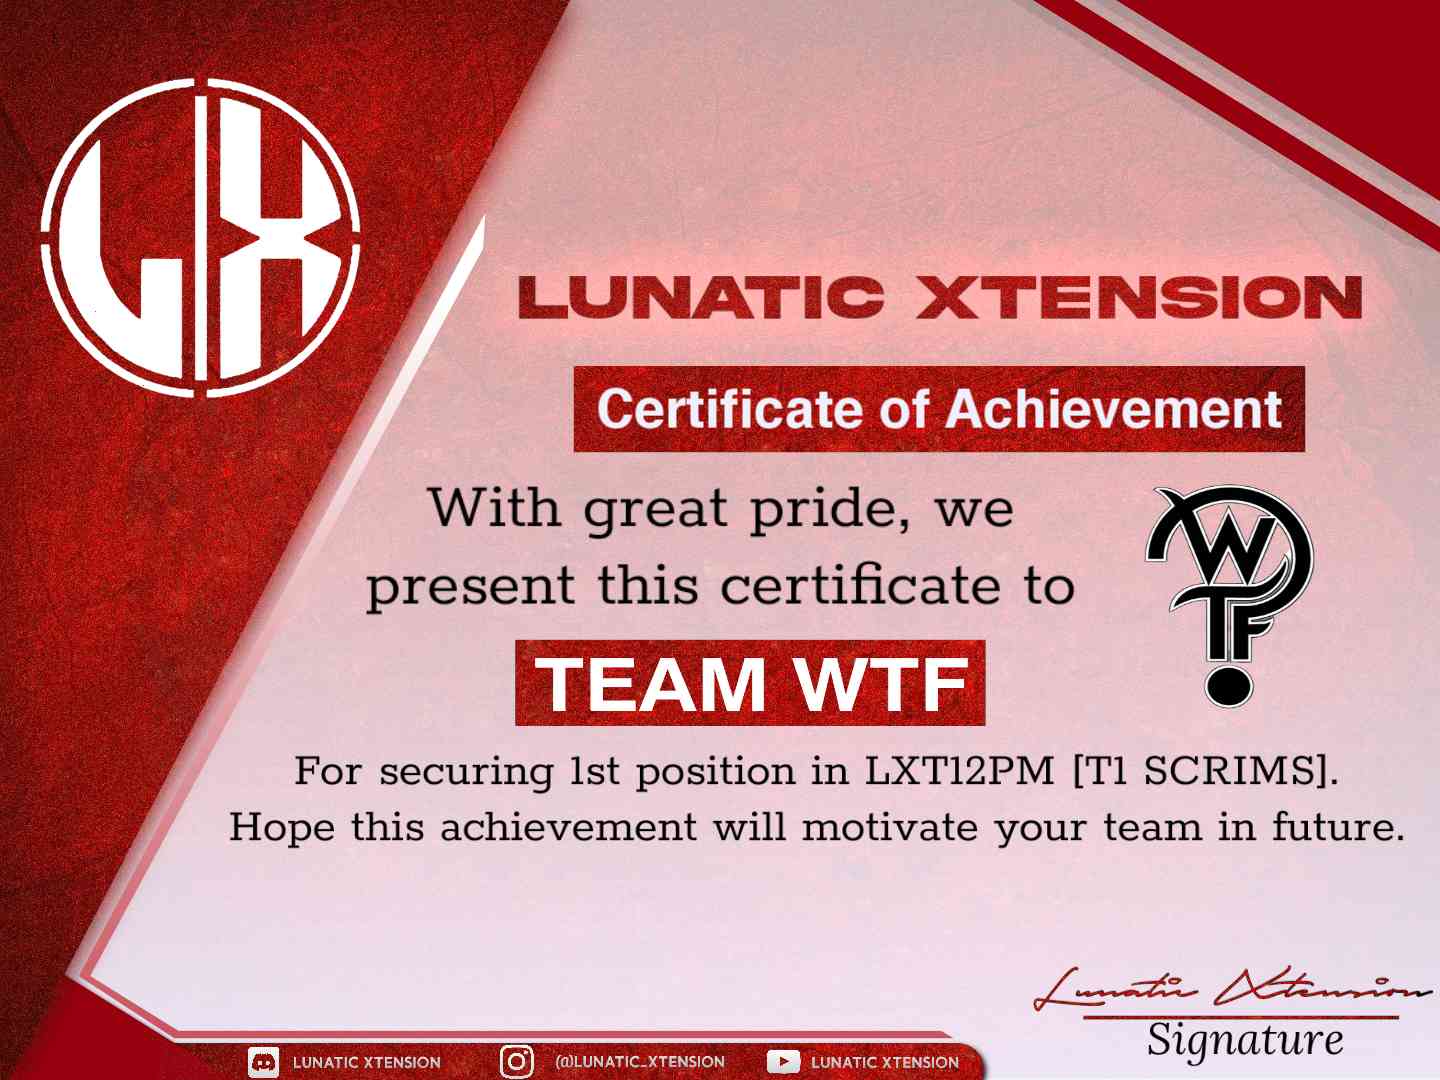 LX
LUNATIC XTENSION
Certificate of Achievement
With great pride, we
present this certificate to
WTF
TEAM WTF
For securing 1st position in LXT12PM [T1 SCRIMS].
Hope this achievement will motivate your team in future.
Lunatic Xtension
Signature
LUNATIC XTENSION
(@LUNATIC_XTENSION
LUNATIC XTENSION